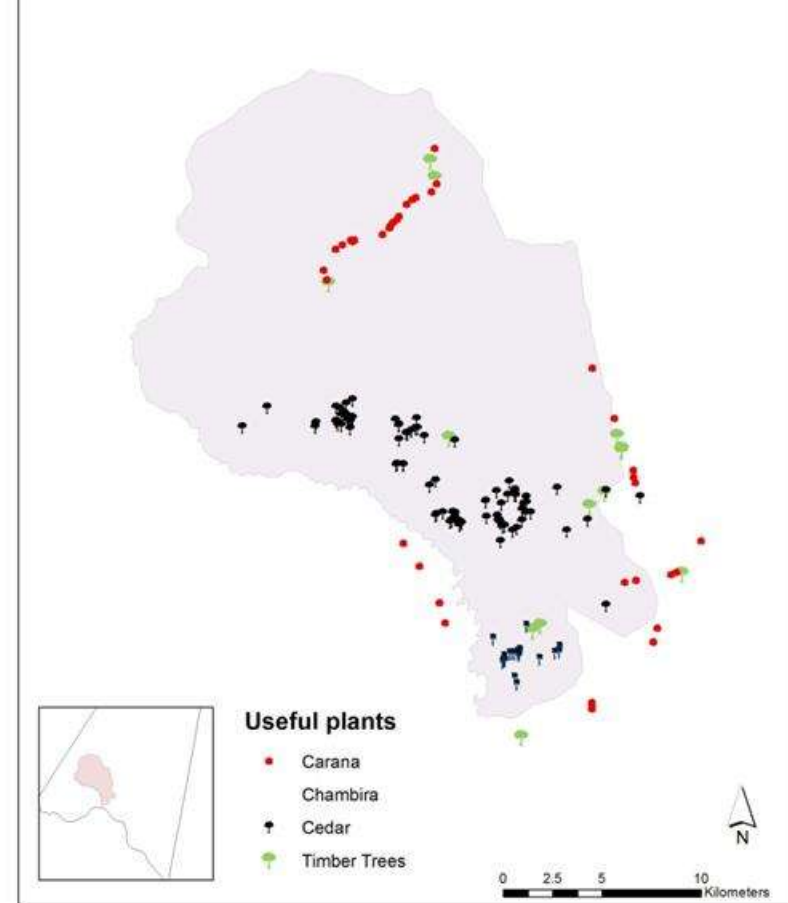 Useful plants
Carana
Chambira
Cedar
Timber Trees
N
0 2.5 5 10
Kilometers